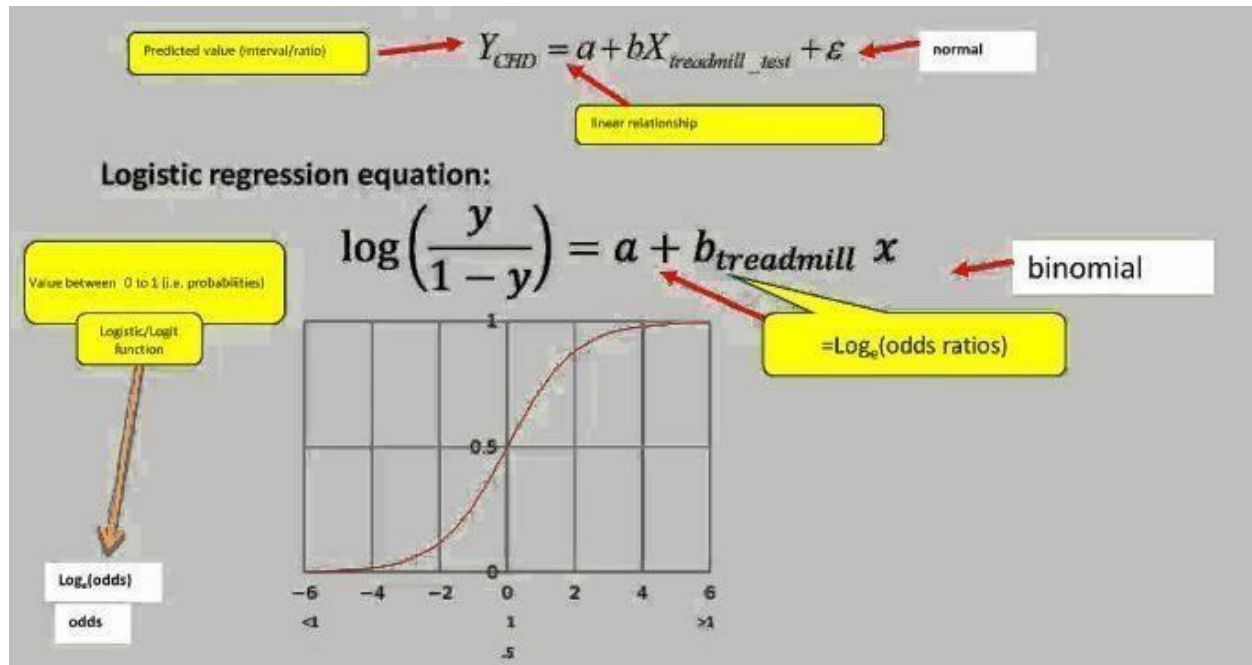 Predicted value (interval/ratio)
Y_CHD = a + bX_treadmill_test + ε
normal
linear relationship
Logistic regression equation:
log(y/(1 − y)) = a + b_treadmill x
binomial
Value between 0 to 1 (i.e. probabilities)
Logistic/Logit
function
=Logₑ(odds ratios)
1
0.5
0
Logₑ(odds)
−6 −4 −2 0 2 4 6
odds
<1 1 >1
.5